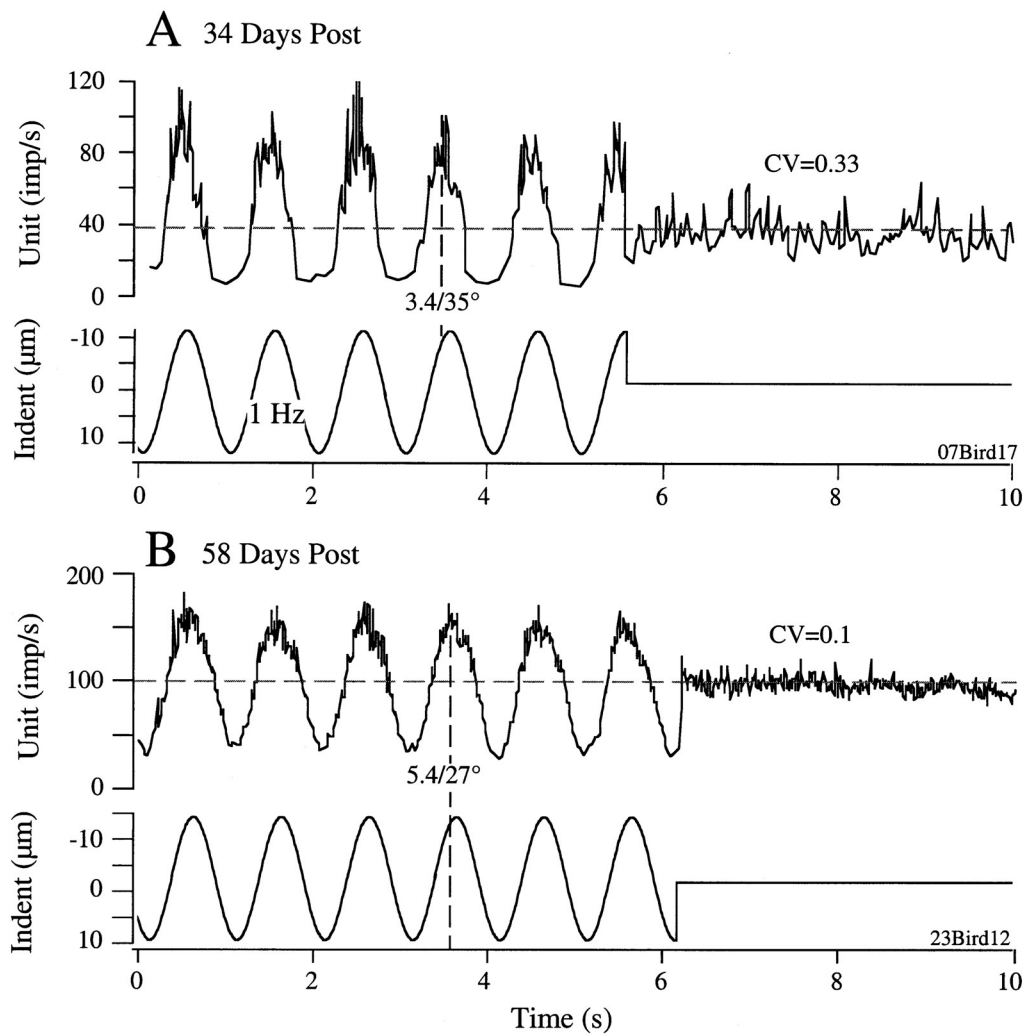 A 34 Days Post
120
80
40
0
Unit (imp/s)
CV=0.33
3.4/35°
-10
0
10
Indent (µm)
1 Hz
07Bird17
0 2 4 6 8 10
B 58 Days Post
200
100
0
Unit (imp/s)
CV=0.1
5.4/27°
-10
0
10
Indent (µm)
23Bird12
0 2 4 6 8 10
Time (s)